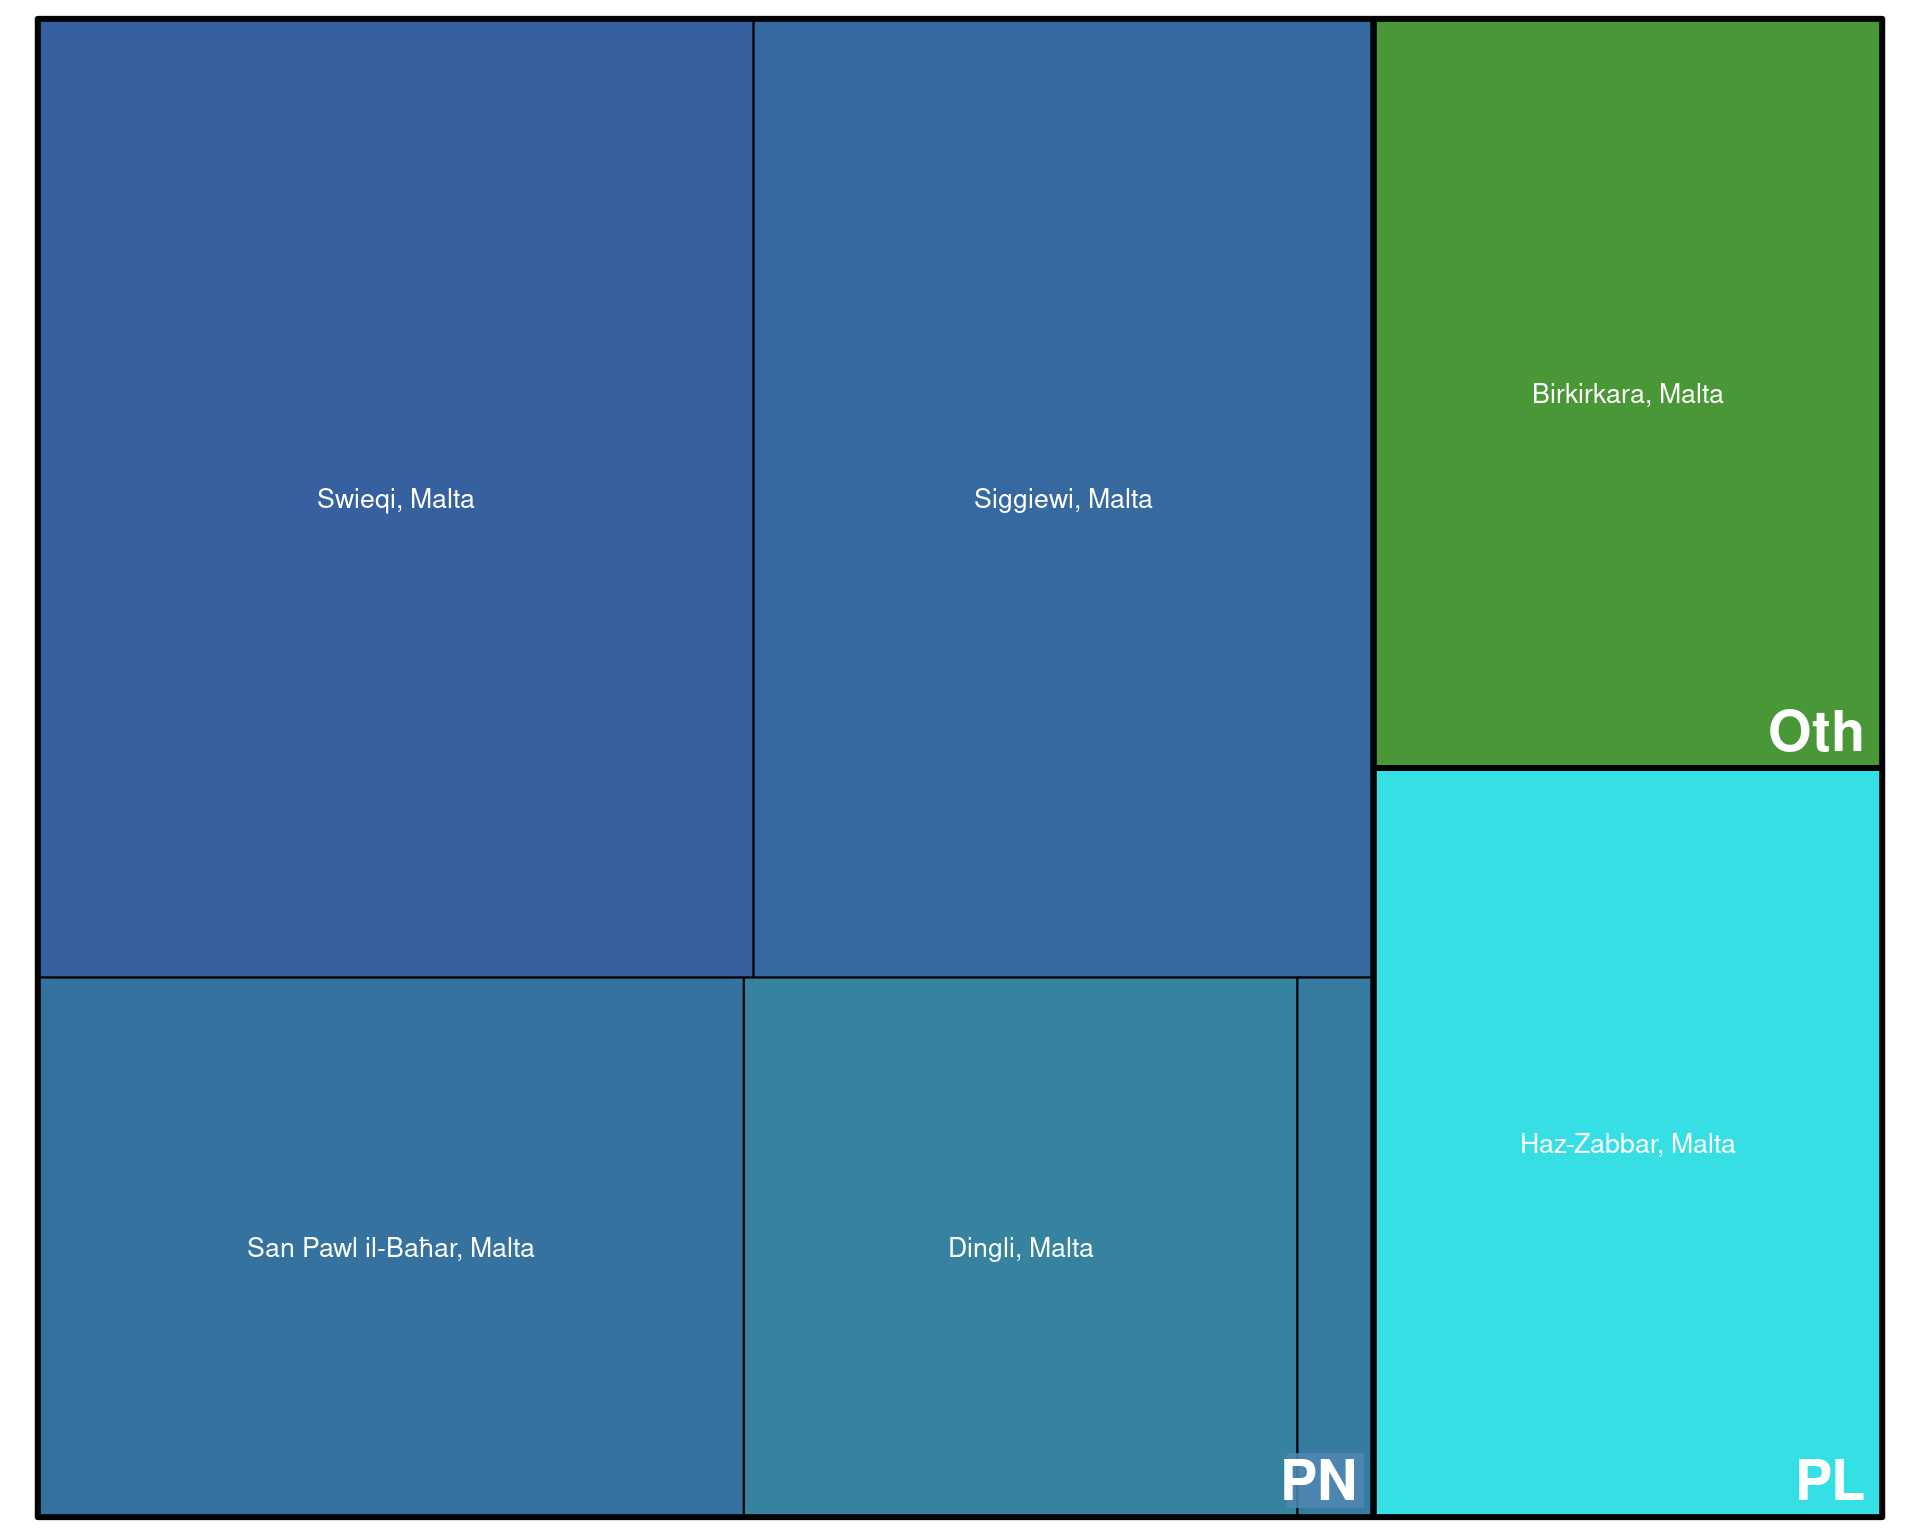 Swieqi, Malta
Siggiewi, Malta
Birkirkara, Malta
Oth
San Pawl il-Baħar, Malta
Dingli, Malta
PN
Haz-Zabbar, Malta
PL